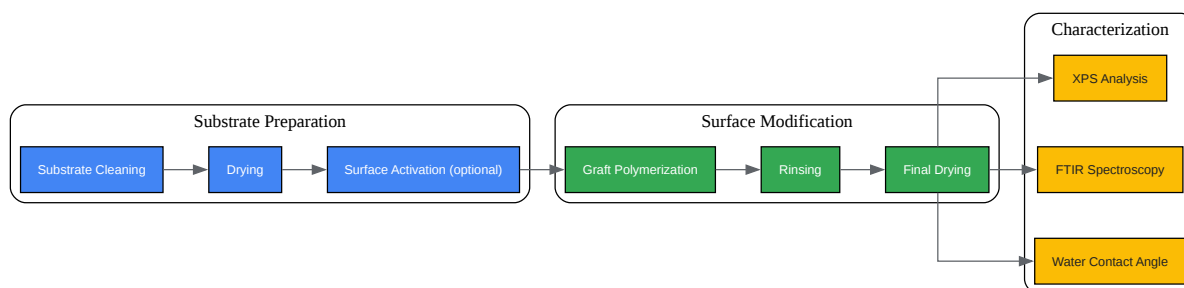 Characterization
XPS Analysis
Substrate Preparation
Substrate Cleaning
Drying
Surface Activation (optional)
Surface Modification
Graft Polymerization
Rinsing
Final Drying
FTIR Spectroscopy
Water Contact Angle